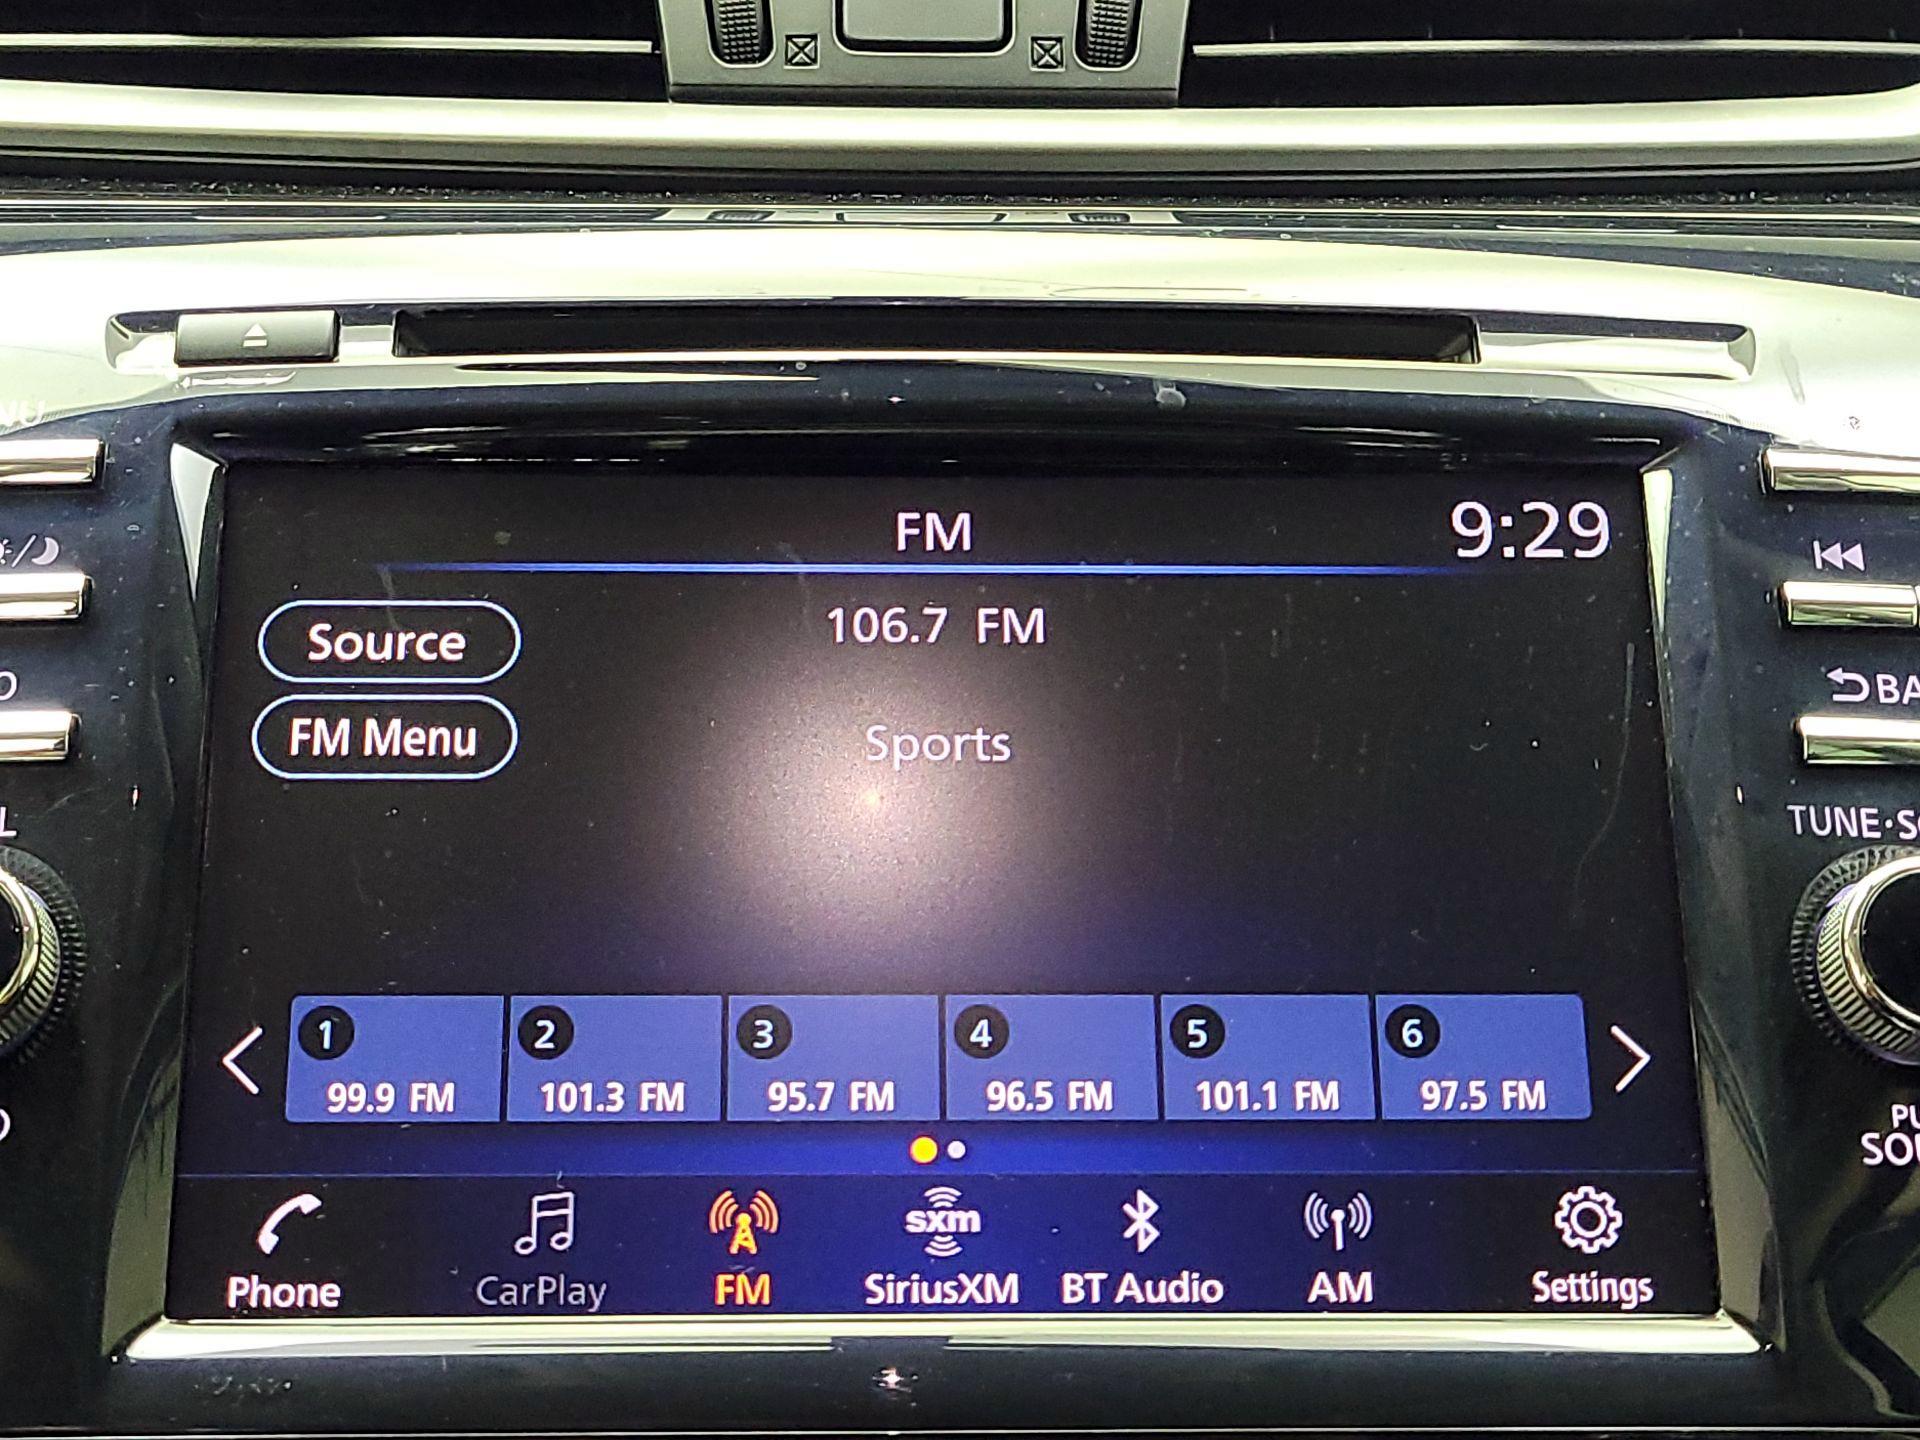 FM
9:29
106.7 FM
Source
Sports
FM Menu
TUNE
1
2
3
4
5
6
99.9 FM
101.3 FM
95.7 FM
96.5 FM
101.1 FM
97.5 FM
sxm
Phone
CarPlay
FM
SiriusXM
BT Audio
AM
Settings